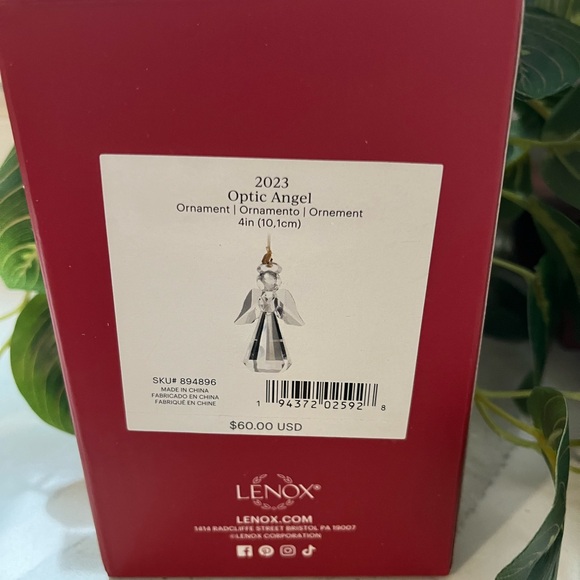 2023
Optic Angel
Ornament | Ornamento | Ornement
4in (10,1cm)
SKU# 894896
MADE IN CHINA
FABRICADO EN CHINA
FABRIQUÉ EN CHINE
1 94372 02592 8
$60.00 USD
LENOX®
LENOX.COM
1414 RADCLIFFE STREET BRISTOL PA 19007
©LENOX CORPORATION